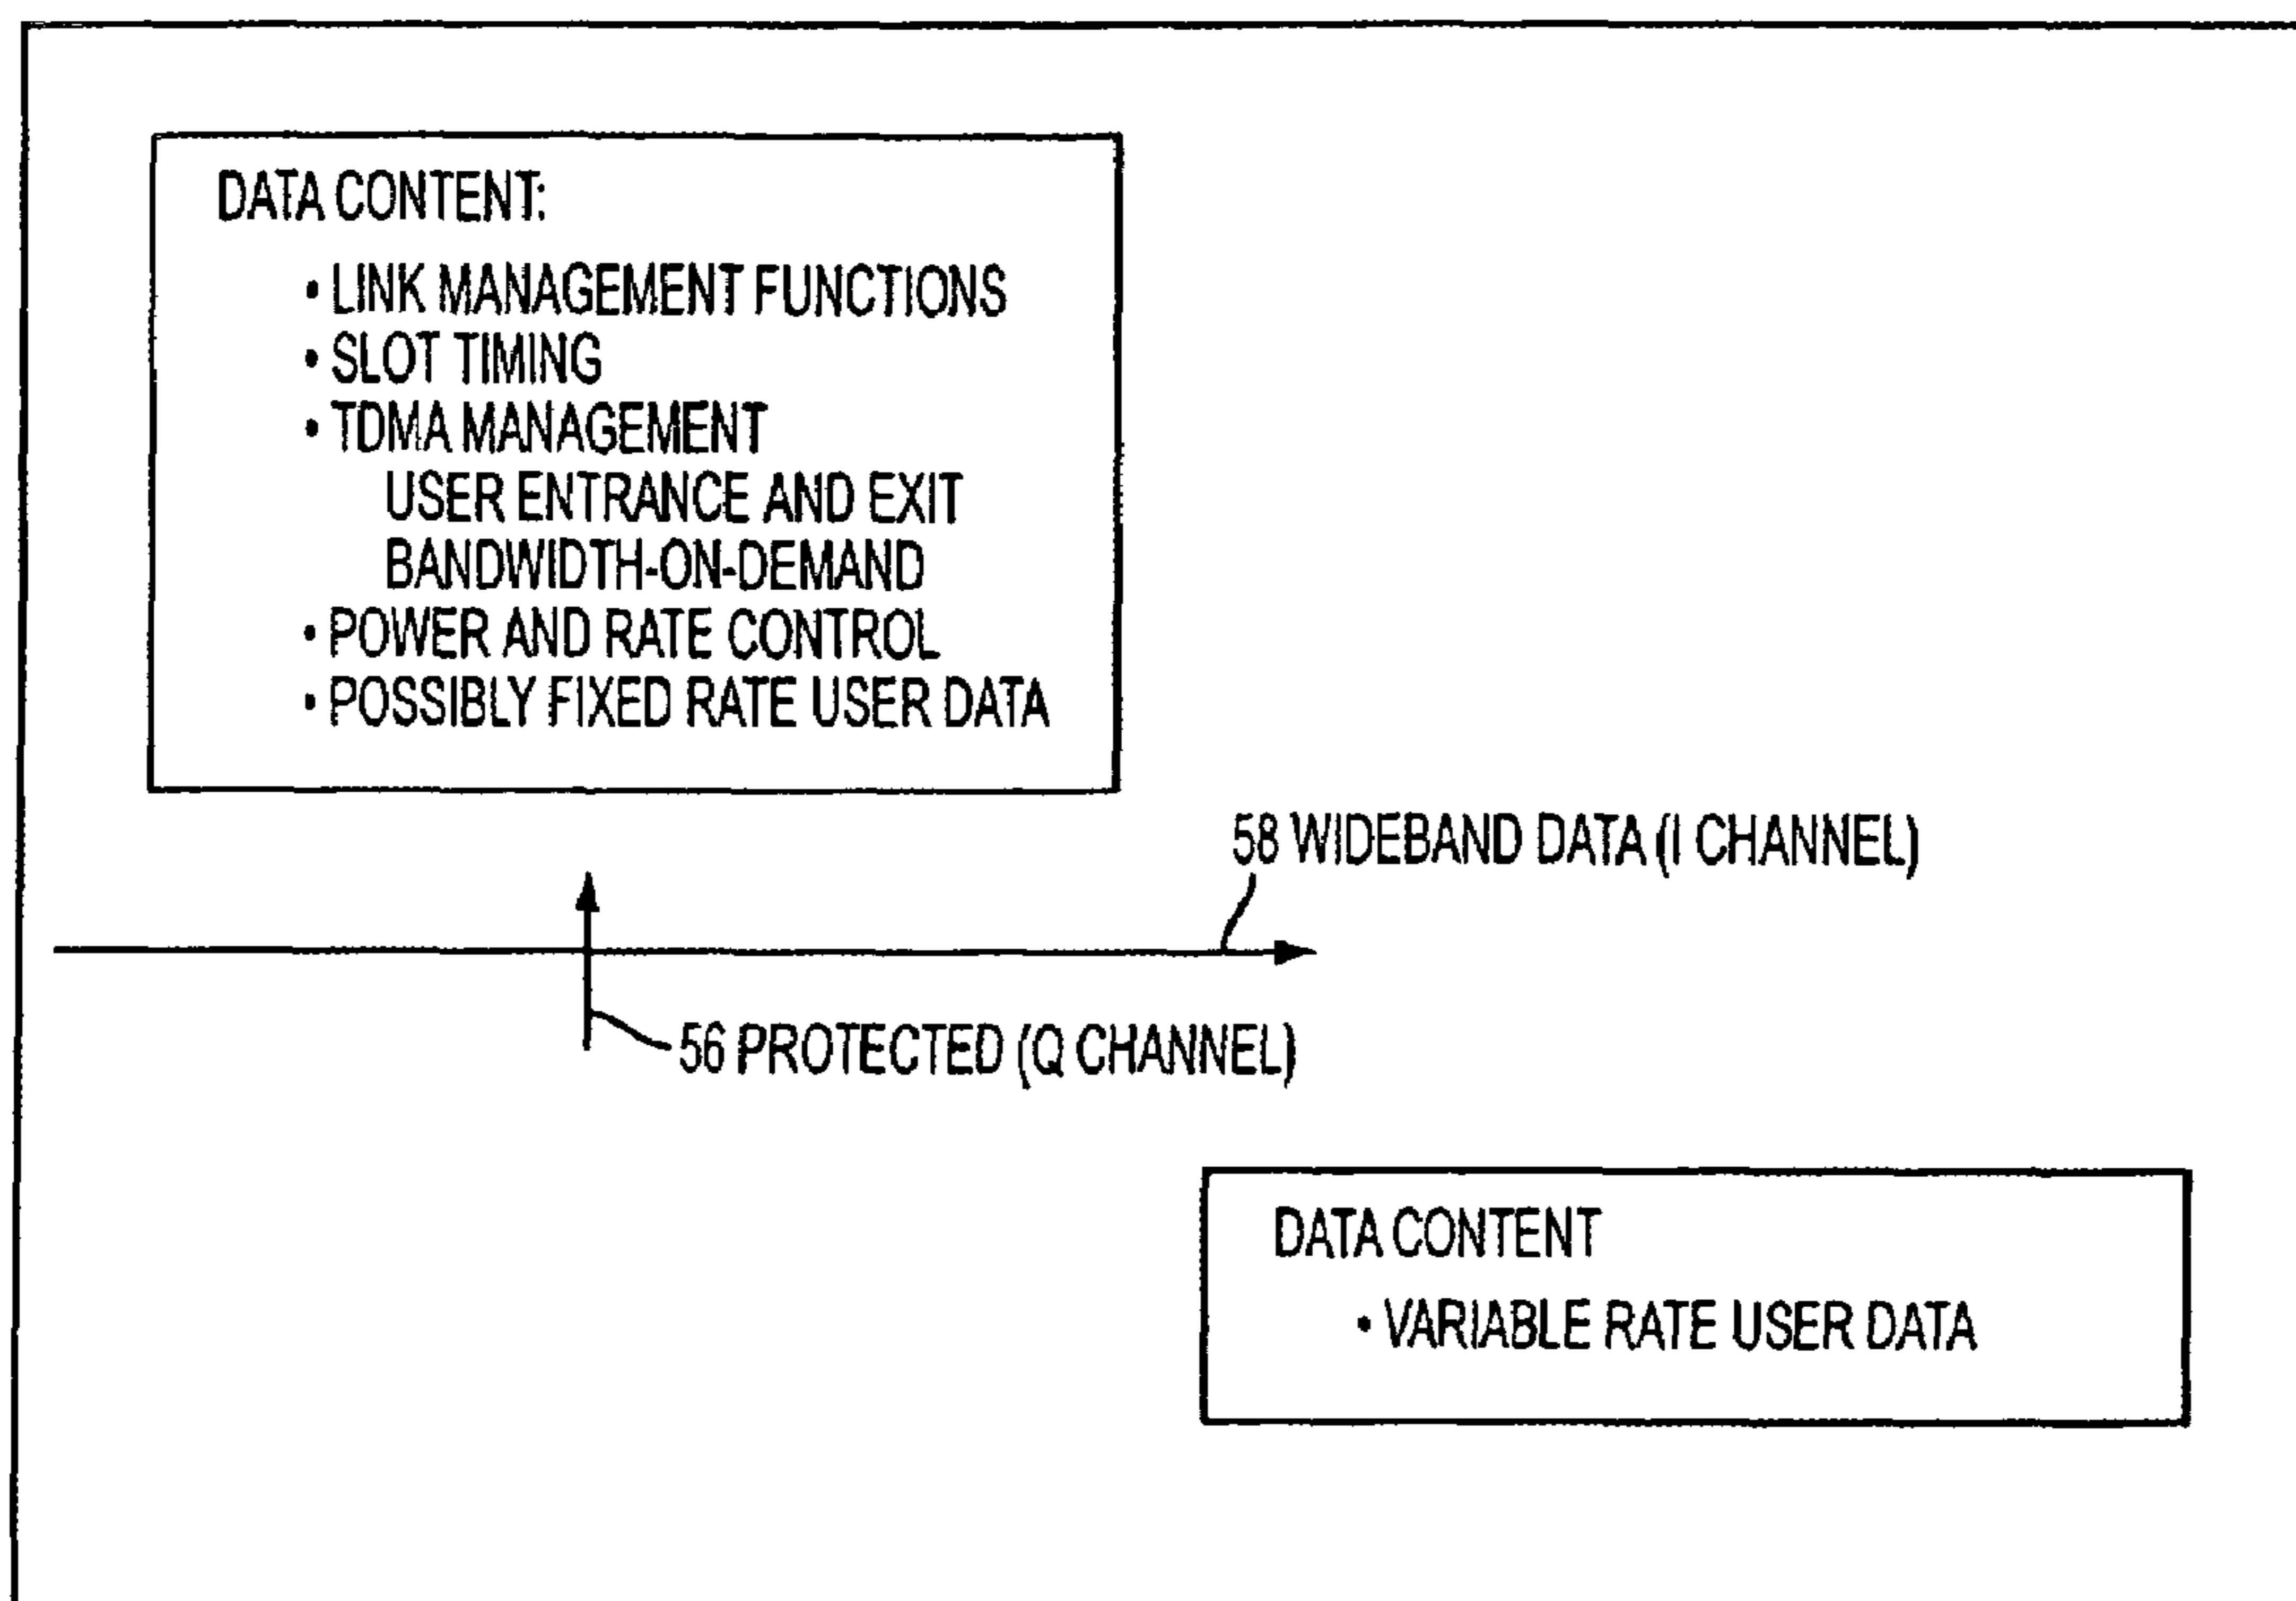 DATA CONTENT:
• LINK MANAGEMENT FUNCTIONS
• SLOT TIMING
• TDMA MANAGEMENT
USER ENTRANCE AND EXIT
BANDWIDTH-ON-DEMAND
• POWER AND RATE CONTROL
• POSSIBLY FIXED RATE USER DATA
58 WIDEBAND DATA (I CHANNEL)
56 PROTECTED (Q CHANNEL)
DATA CONTENT
• VARIABLE RATE USER DATA